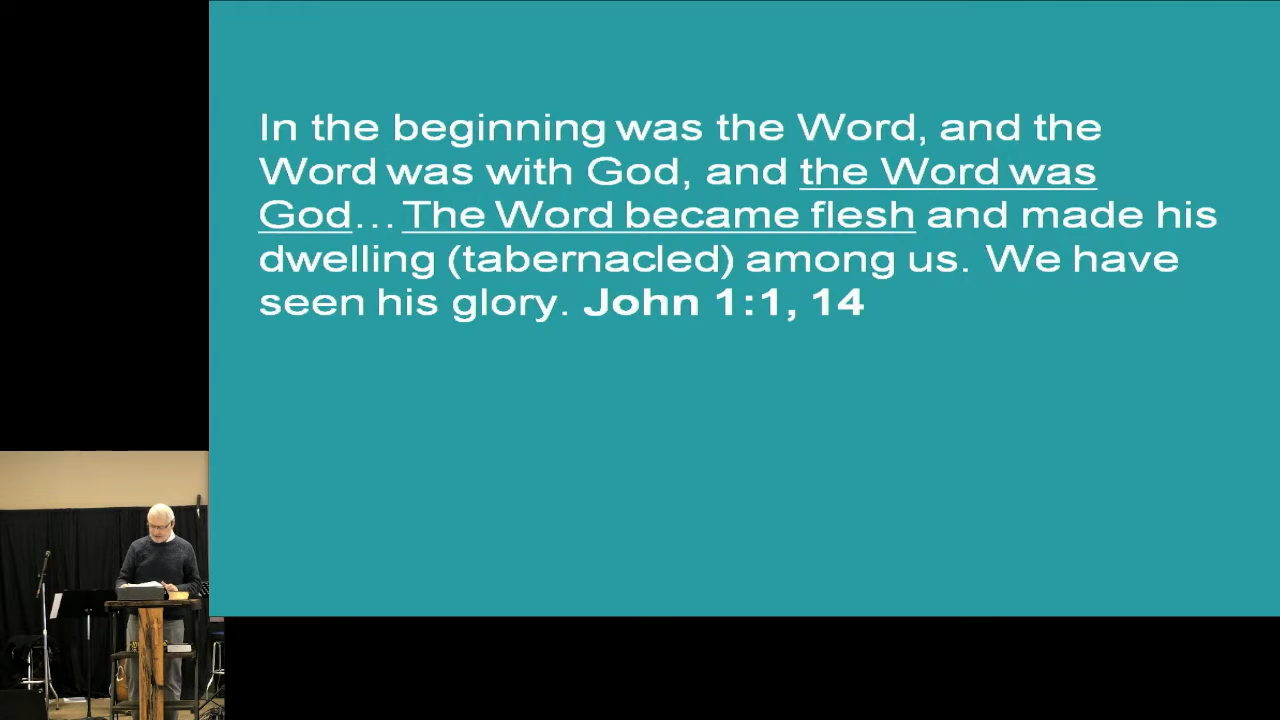 In the beginning was the Word, and the
Word was with God, and the Word was
God… The Word became flesh and made his
dwelling (tabernacled) among us. We have
seen his glory. John 1:1, 14